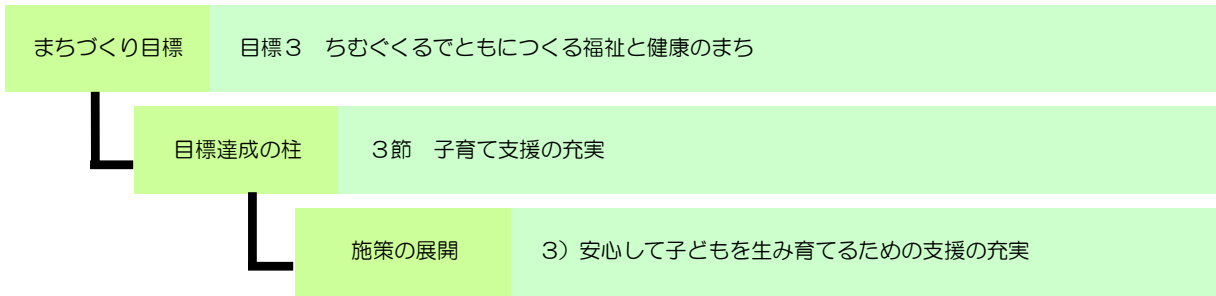 まちづくり目標　目標３　ちむぐくるでともにつくる福祉と健康のまち
目標達成の柱　３節　子育て支援の充実
施策の展開　３）安心して子どもを生み育てるための支援の充実